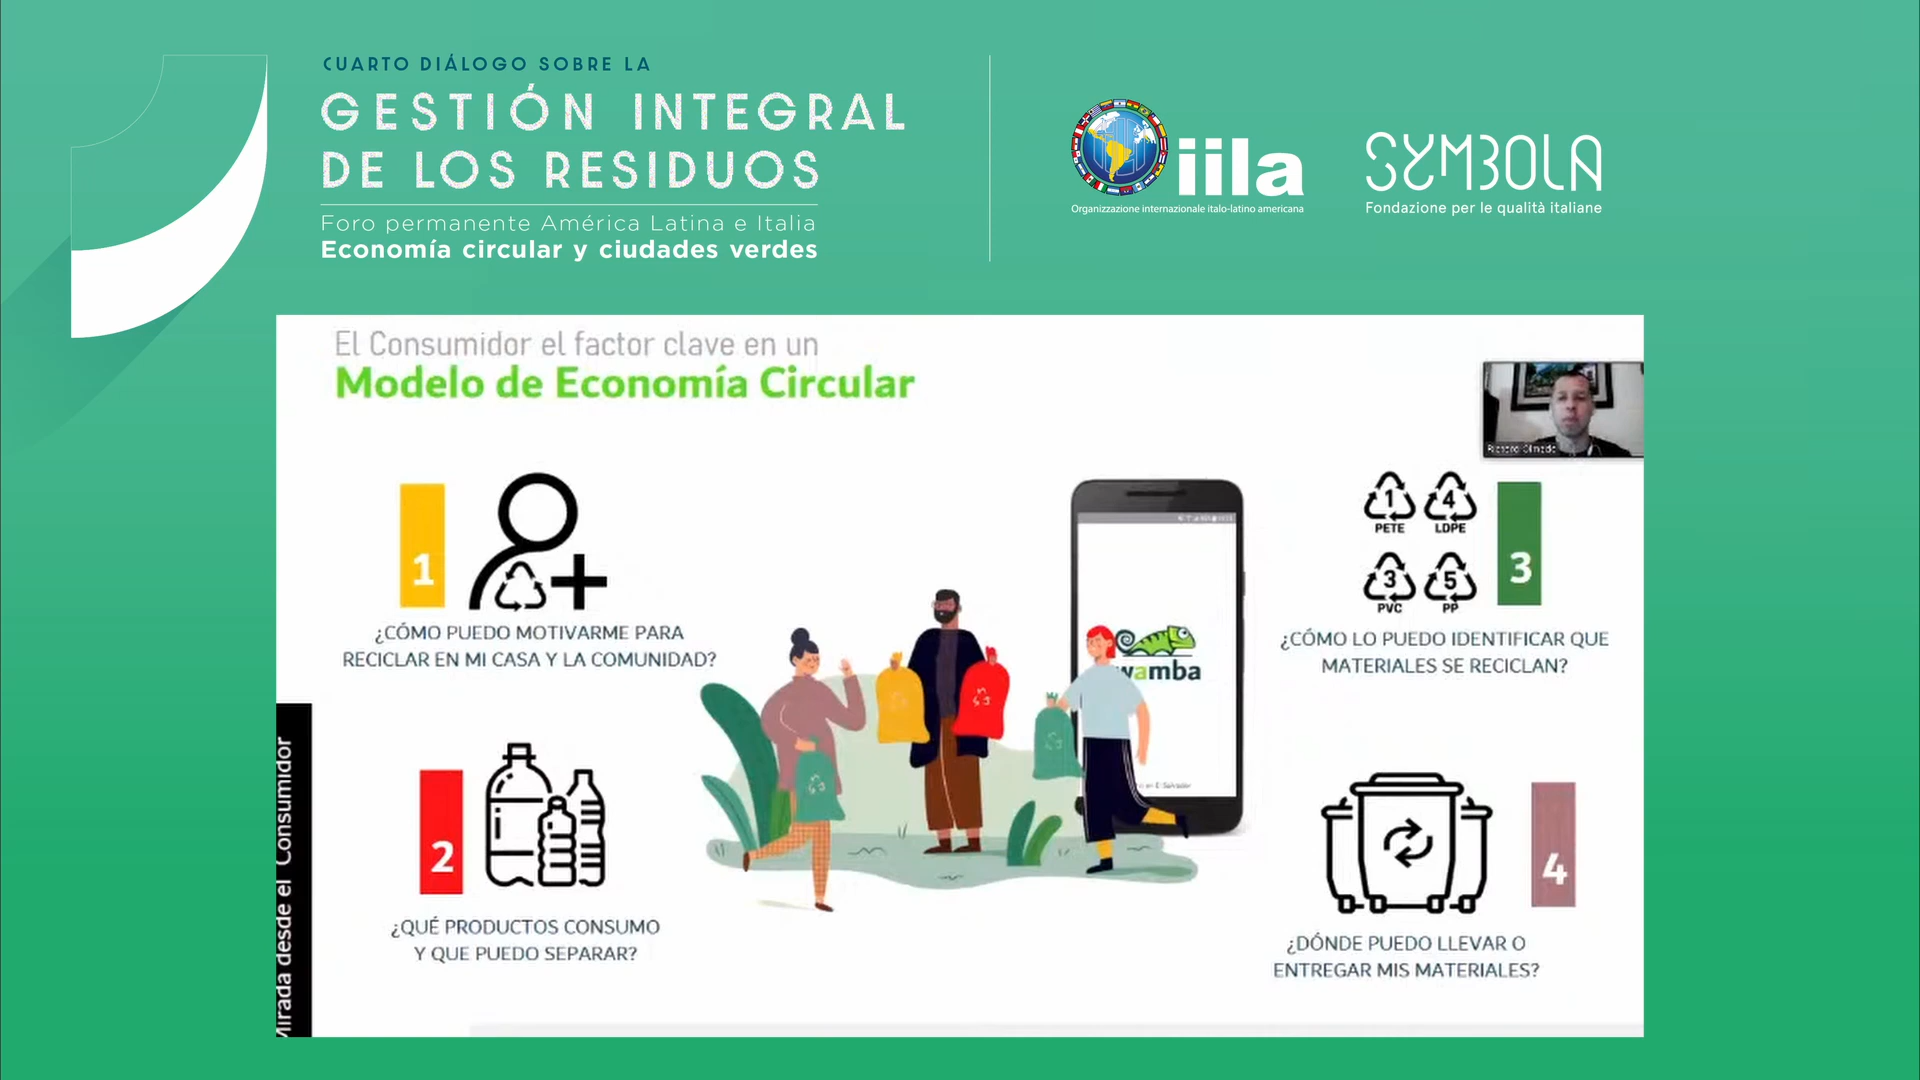 CUARTO DIÁLOGO SOBRE LA
GESTIÓN INTEGRAL
DE LOS RESIDUOS
Foro permanente América Latina e Italia
Economía circular y ciudades verdes
iila
Organizzazione internazionale italo-latino americana
SYMBOLA
Fondazione per le qualità italiane
El Consumidor el factor clave en un
Modelo de Economía Circular
1
¿CÓMO PUEDO MOTIVARME PARA
RECICLAR EN MI CASA Y LA COMUNIDAD?
2
¿QUÉ PRODUCTOS CONSUMO
Y QUE PUEDO SEPARAR?
wamba
en El Salvador
1
PETE
4
LDPE
3
PVC
5
PP
3
¿CÓMO LO PUEDO IDENTIFICAR QUE
MATERIALES SE RECICLAN?
4
¿DÓNDE PUEDO LLEVAR O
ENTREGAR MIS MATERIALES?
Mirada desde el Consumidor